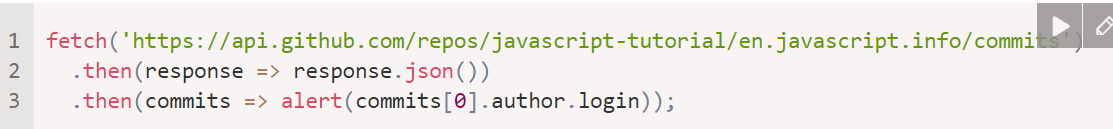 1 fetch('https://api.github.com/repos/javascript-tutorial/en.javascript.info/commits')
2 .then(response => response.json())
3 .then(commits => alert(commits[0].author.login));